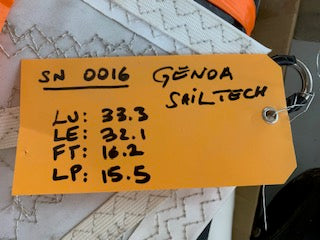 SN 0016 GENOA
SAILTECH
LU: 33.3
LE: 32.1
FT: 16.2
LP: 15.5